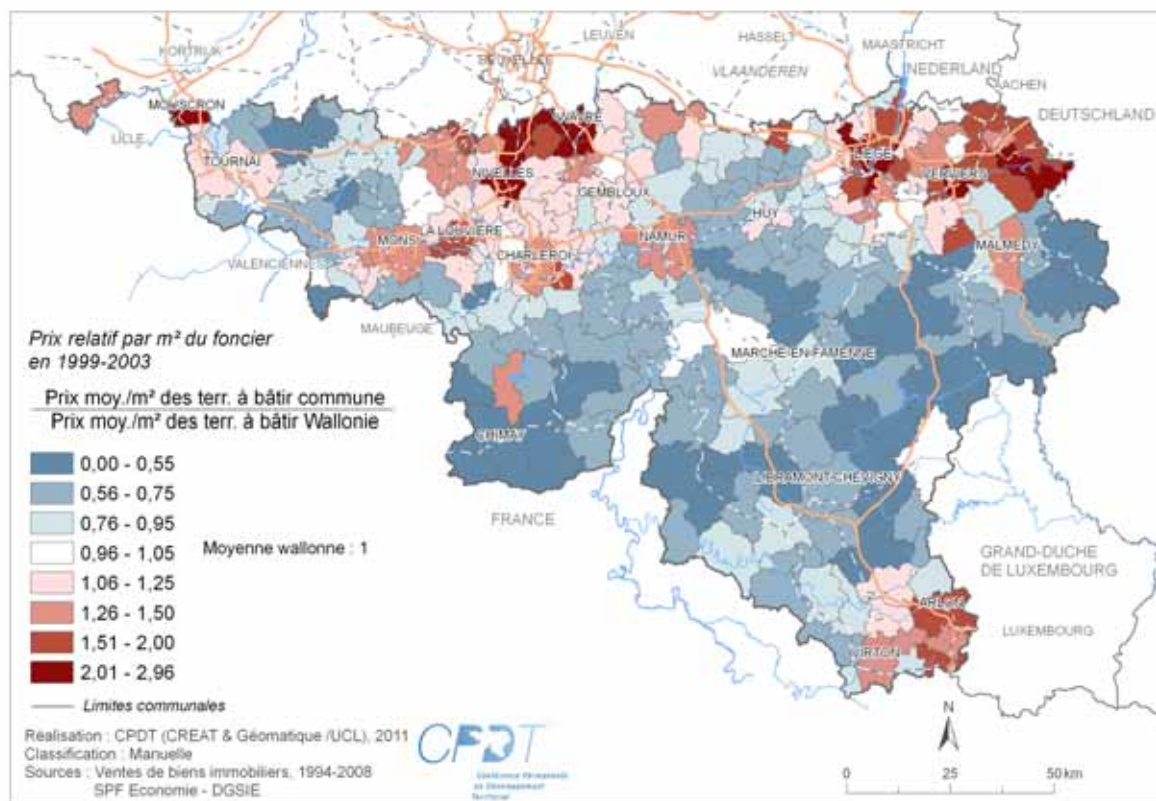 KORTRIJK
LEUVEN
HASSELT
MAASTRICHT
NEDERLAND
VLAANDEREN
AACHEN
DEUTSCHLAND
MOUSCRON
LILLE
WAVRE
LIEGE
TOURNAI
NIVELLES
VERVIERS
GEMBLOUX
HUY
LA LOUVIÈRE
MONS
NAMUR
MALMEDY
CHARLEROI
VALENCIENNES
MAUBEUGE
MARCHE-EN-FAMENNE
CHIMAY
LIBRAMONT-CHEVIGNY
FRANCE
GRAND-DUCHE
DE LUXEMBOURG
ARLON
LUXEMBOURG
VIRTON
Prix relatif par m² du foncier
en 1999-2003
Prix moy./m² des terr. à bâtir commune
Prix moy./m² des terr. à bâtir Wallonie
0,00 - 0,55
0,56 - 0,75
0,76 - 0,95
0,96 - 1,05
Moyenne wallonne : 1
1,06 - 1,25
1,26 - 1,50
1,51 - 2,00
2,01 - 2,96
Limites communales
Réalisation : CPDT (CREAT & Géomatique /UCL), 2011
Classification : Manuelle
Sources : Ventes de biens immobiliers, 1994-2008
SPF Economie - DGSIE
CPDT
Conférence Permanente
du Développement
Territorial
N
0 25 50 km